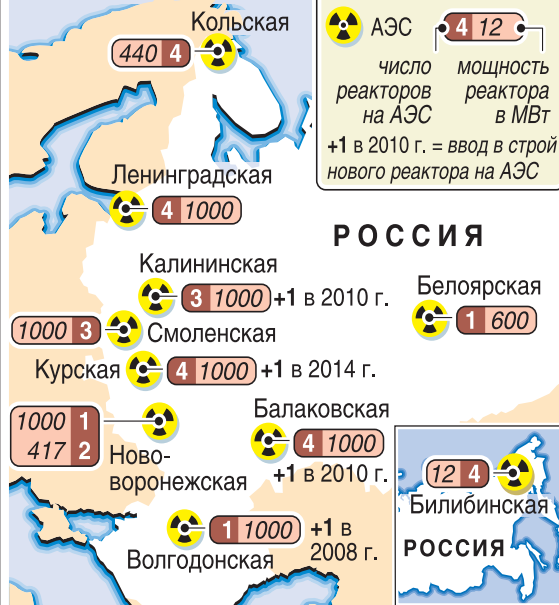 Кольская
440 4
АЭС
4 12
число
реакторов
на АЭС
мощность
реактора
в МВт
+1 в 2010 г. = ввод в строй
нового реактора на АЭС
Ленинградская
4 1000
РОССИЯ
Калининская
3 1000 +1 в 2010 г.
Белоярская
1 600
1000 3
Смоленская
Курская
4 1000 +1 в 2014 г.
1000 1
417 2
Ново-
воронежская
Балаковская
4 1000
+1 в 2010 г.
12 4
Билибинская
РОССИЯ
1 1000
+1 в
2008 г.
Волгодонская